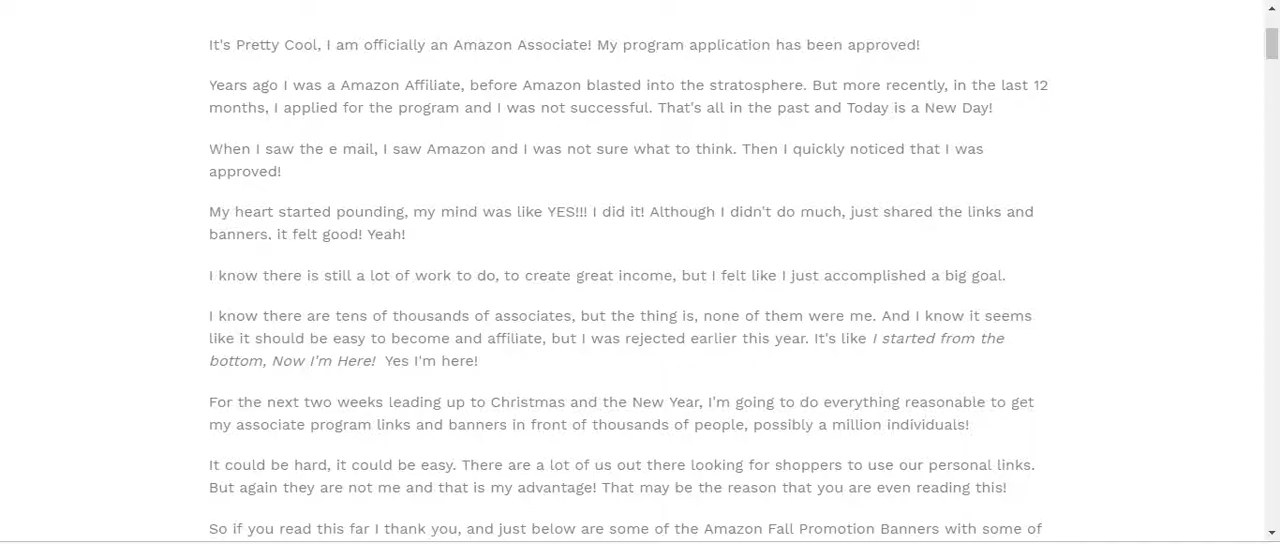 It's Pretty Cool, I am officially an Amazon Associate! My program application has been approved!
Years ago I was a Amazon Affiliate, before Amazon blasted into the stratosphere. But more recently, in the last 12
months, I applied for the program and I was not successful. That's all in the past and Today is a New Day!
When I saw the e mail, I saw Amazon and I was not sure what to think. Then I quickly noticed that I was
approved!
My heart started pounding, my mind was like YES!!! I did it! Although I didn't do much, just shared the links and
banners, it felt good! Yeah!
I know there is still a lot of work to do, to create great income, but I felt like I just accomplished a big goal.
I know there are tens of thousands of associates, but the thing is, none of them were me. And I know it seems
like it should be easy to become and affiliate, but I was rejected earlier this year. It's like I started from the
bottom, Now I'm Here! Yes I'm here!
For the next two weeks leading up to Christmas and the New Year, I'm going to do everything reasonable to get
my associate program links and banners in front of thousands of people, possibly a million individuals!
It could be hard, it could be easy. There are a lot of us out there looking for shoppers to use our personal links.
But again they are not me and that is my advantage! That may be the reason that you are even reading this!
So if you read this far I thank you, and just below are some of the Amazon Fall Promotion Banners with some of